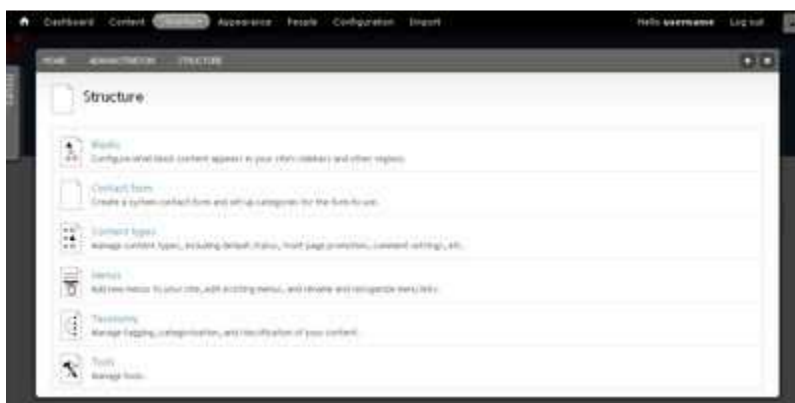 Dashboard Content Structure Appearance People Configuration Import Hello username Log out
HOME ADMINISTRATION STRUCTURE
Structure
Blocks
Configure what block content appears in your site's sidebars and other regions.
Contact form
Create a system contact form and set up categories for the form to use.
Content types
Manage content types, including default status, front page promotion, comment settings, etc.
Menus
Add new menus to your site, edit existing menus, and rename and reorganize menu links.
Taxonomy
Manage tagging, categorization, and classification of your content.
Tools
Manage tools.